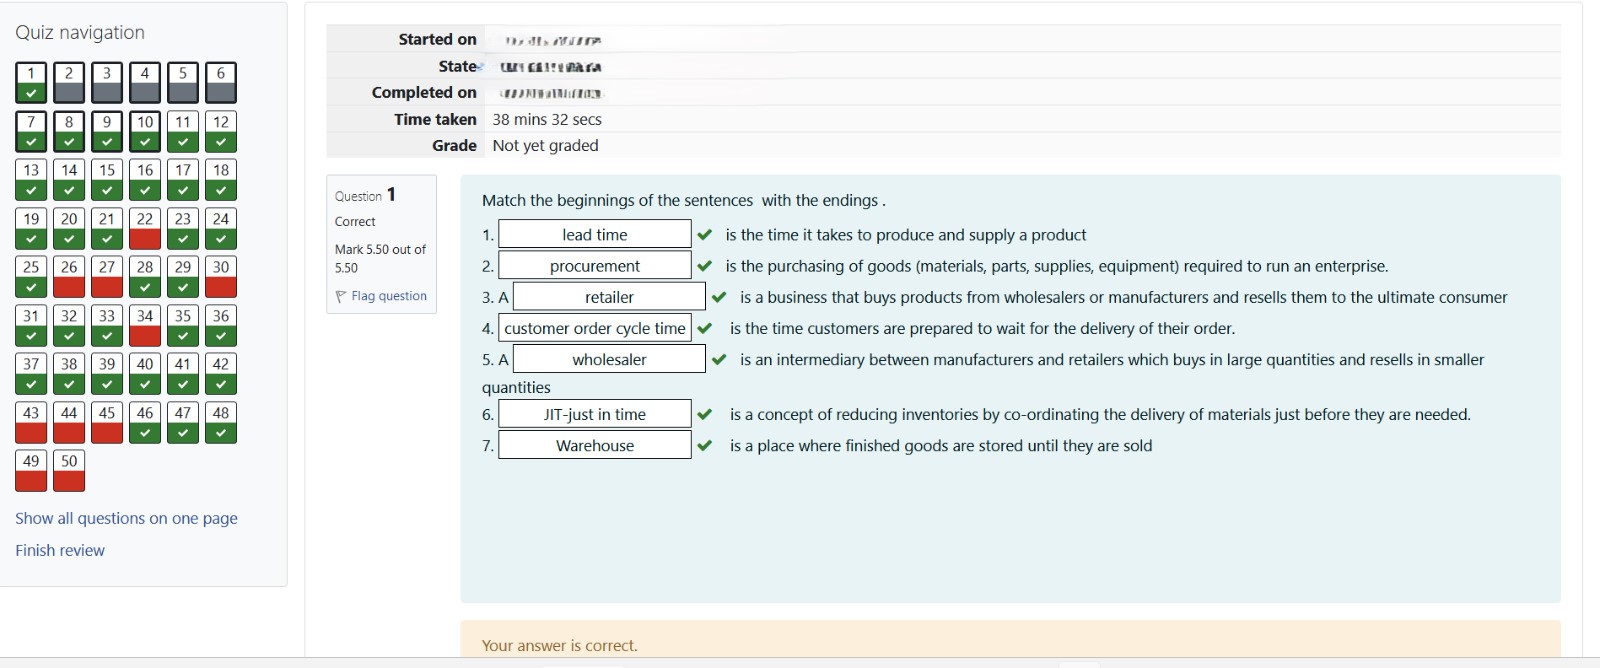 Quiz navigation
1 2 3 4 5 6
7 8 9 10 11 12
13 14 15 16 17 18
19 20 21 22 23 24
25 26 27 28 29 30
31 32 33 34 35 36
37 38 39 40 41 42
43 44 45 46 47 48
49 50
Show all questions on one page
Finish review
Started on
State
Completed on
Time taken 38 mins 32 secs
Grade Not yet graded
Question 1
Correct
Mark 5.50 out of
5.50
Flag question
Match the beginnings of the sentences with the endings .
1. lead time is the time it takes to produce and supply a product
2. procurement is the purchasing of goods (materials, parts, supplies, equipment) required to run an enterprise.
3. A retailer is a business that buys products from wholesalers or manufacturers and resells them to the ultimate consumer
4. customer order cycle time is the time customers are prepared to wait for the delivery of their order.
5. A wholesaler is an intermediary between manufacturers and retailers which buys in large quantities and resells in smaller
quantities
6. JIT-just in time is a concept of reducing inventories by co-ordinating the delivery of materials just before they are needed.
7. Warehouse is a place where finished goods are stored until they are sold
Your answer is correct.